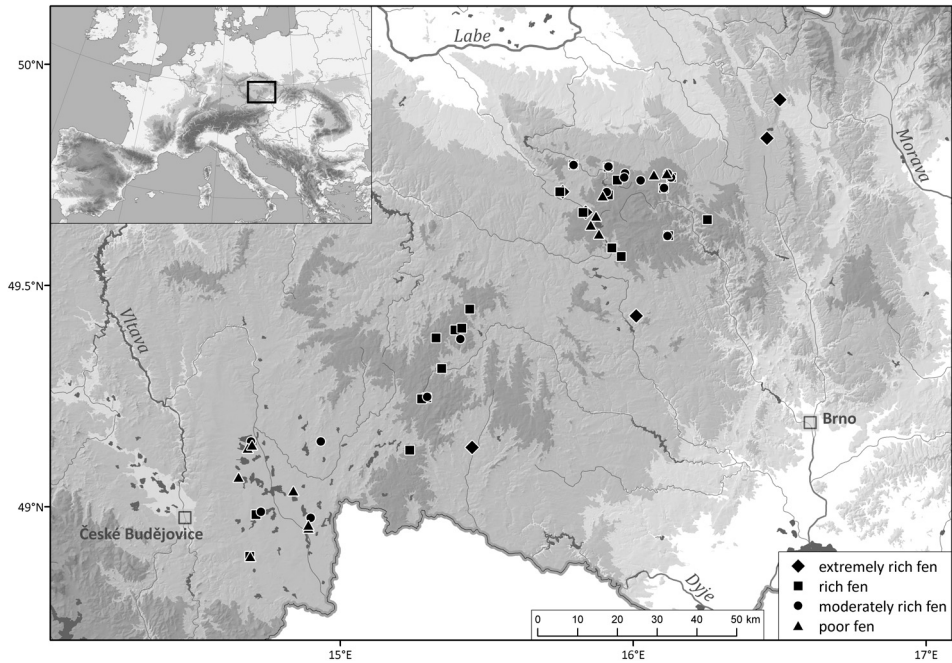 Labe
50°N
Morava
49.5°N
Vltava
Brno
49°N
České Budějovice
Dyje
extremely rich fen
rich fen
moderately rich fen
poor fen
0 10 20 30 40 50 km
15°E
16°E
17°E